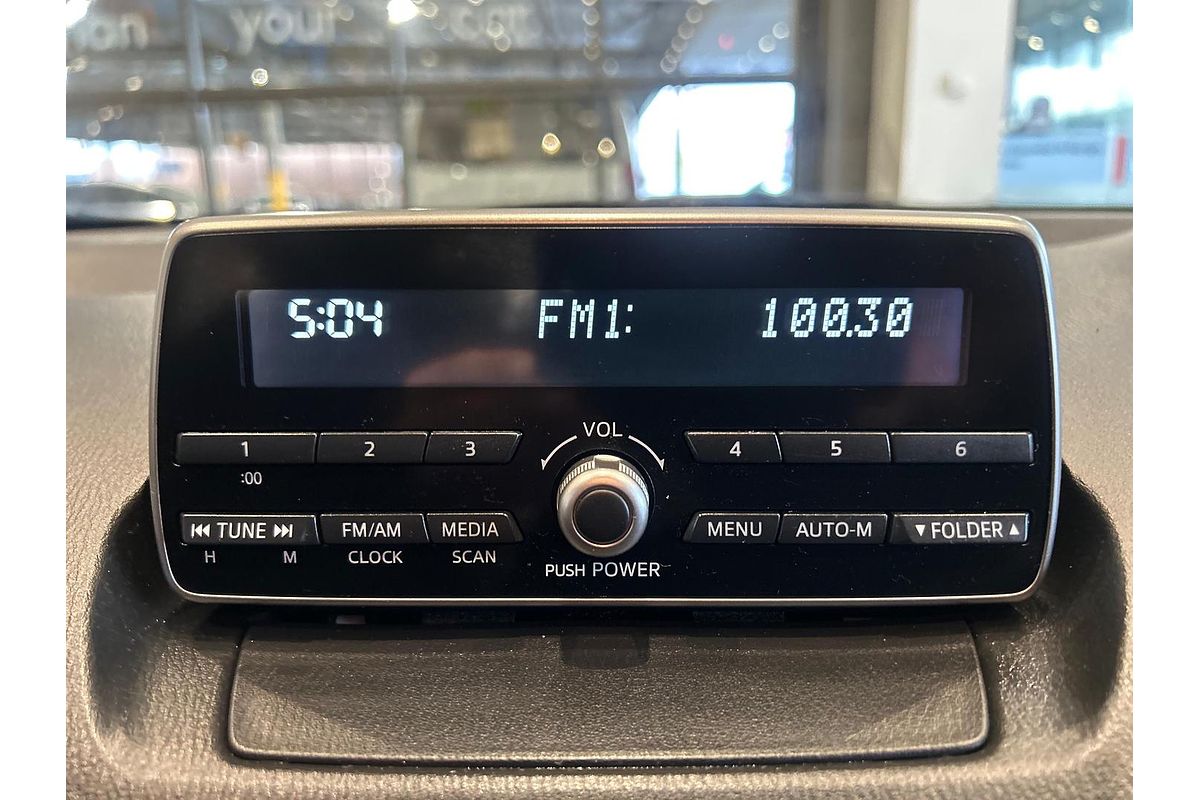 your
5:04 FM1: 100.30
VOL
1 2 3 4 5 6
:00
⏮ TUNE ⏭ FM/AM MEDIA MENU AUTO-M ▼ FOLDER ▲
H M CLOCK SCAN
PUSH POWER